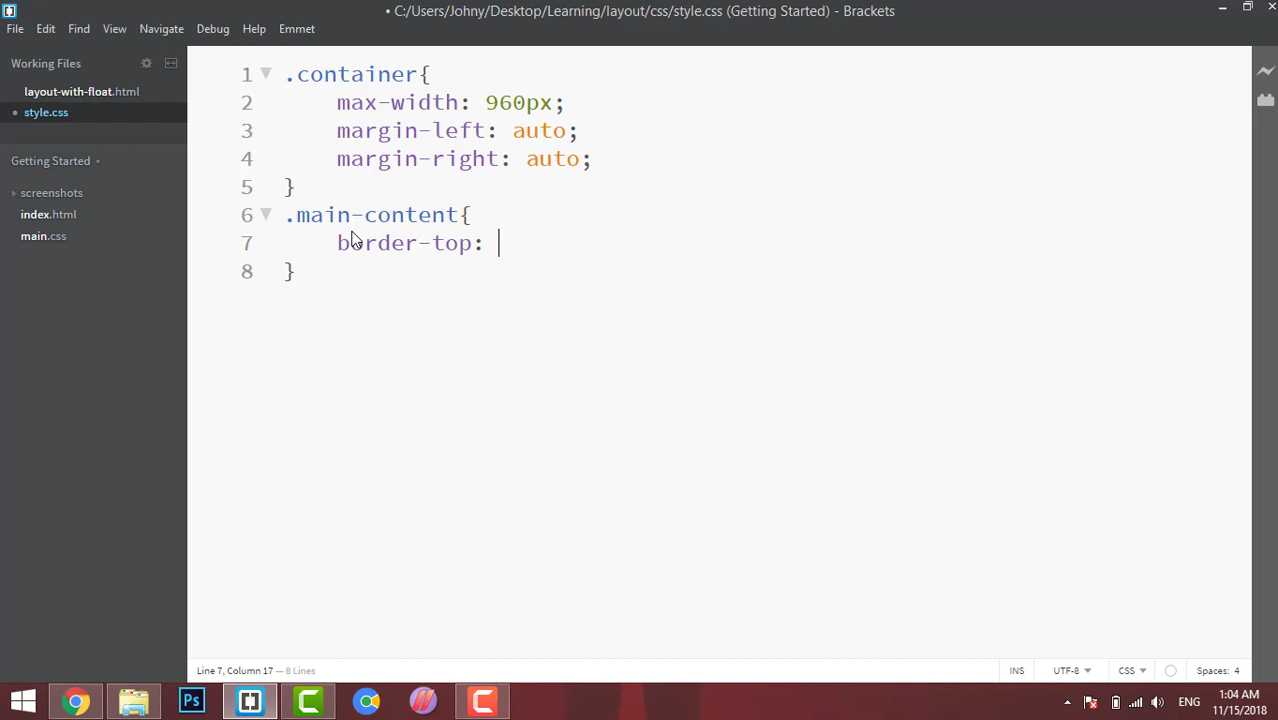 • C:/Users/Johny/Desktop/Learning/layout/css/style.css (Getting Started) - Brackets
File Edit Find View Navigate Debug Help Emmet
Working Files
layout-with-float.html
• style.css
Getting Started
screenshots
index.html
main.css
1 .container{
2 max-width: 960px;
3 margin-left: auto;
4 margin-right: auto;
5 }
6 .main-content{
7 border-top:
8 }
Line 7, Column 17 — 8 Lines
INS UTF-8 CSS Spaces: 4
Ps
ENG
1:04 AM
11/15/2018